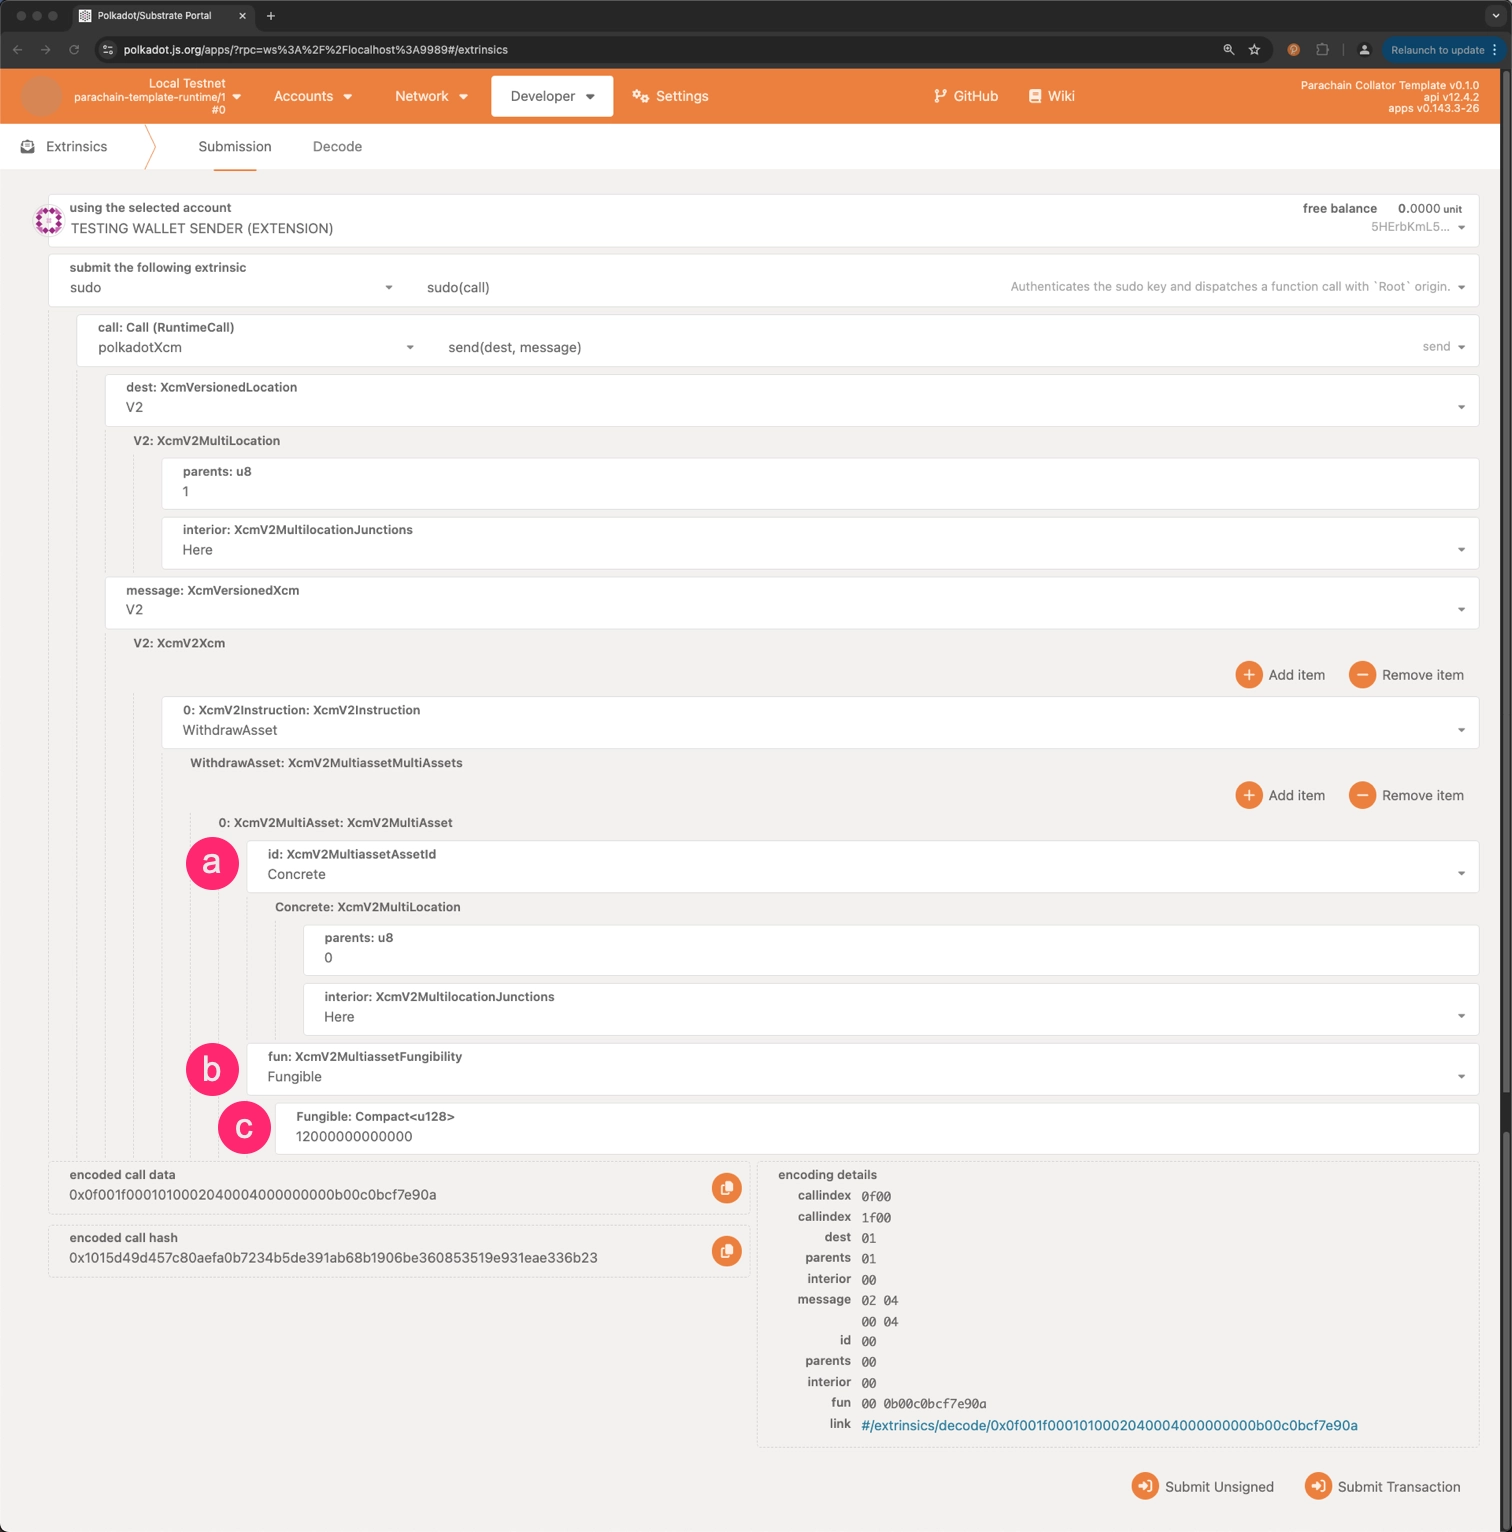 Polkadot/Substrate Portal
polkadot.js.org/apps/?rpc=ws%3A%2F%2Flocalhost%3A9989#/extrinsics
Relaunch to update
Local Testnet
parachain-template-runtime/1
#0
Accounts
Network
Developer
Settings
GitHub
Wiki
Parachain Collator Template v0.1.0
api v12.4.2
apps v0.143.3-26
Extrinsics
Submission
Decode
using the selected account
TESTING WALLET SENDER (EXTENSION)
free balance 0.0000 unit
5HErbKmL5...
submit the following extrinsic
sudo
sudo(call)
Authenticates the sudo key and dispatches a function call with `Root` origin.
call: Call (RuntimeCall)
polkadotXcm
send(dest, message)
send
dest: XcmVersionedLocation
V2
V2: XcmV2MultiLocation
parents: u8
1
interior: XcmV2MultilocationJunctions
Here
message: XcmVersionedXcm
V2
V2: XcmV2Xcm
Add item
Remove item
0: XcmV2Instruction: XcmV2Instruction
WithdrawAsset
WithdrawAsset: XcmV2MultiassetMultiAssets
Add item
Remove item
0: XcmV2MultiAsset: XcmV2MultiAsset
a
id: XcmV2MultiassetAssetId
Concrete
Concrete: XcmV2MultiLocation
parents: u8
0
interior: XcmV2MultilocationJunctions
Here
b
fun: XcmV2MultiassetFungibility
Fungible
c
Fungible: Compact<u128>
12000000000000
encoded call data
0x0f001f0001010002040004000000000b00c0bcf7e90a
encoded call hash
0x1015d49d457c80aefa0b7234b5de391ab68b1906be360853519e931eae336b23
encoding details
callindex 0f00
callindex 1f00
dest 01
parents 01
interior 00
message 02 04
00 04
id 00
parents 00
interior 00
fun 00 0b00c0bcf7e90a
link #/extrinsics/decode/0x0f001f0001010002040004000000000b00c0bcf7e90a
Submit Unsigned
Submit Transaction